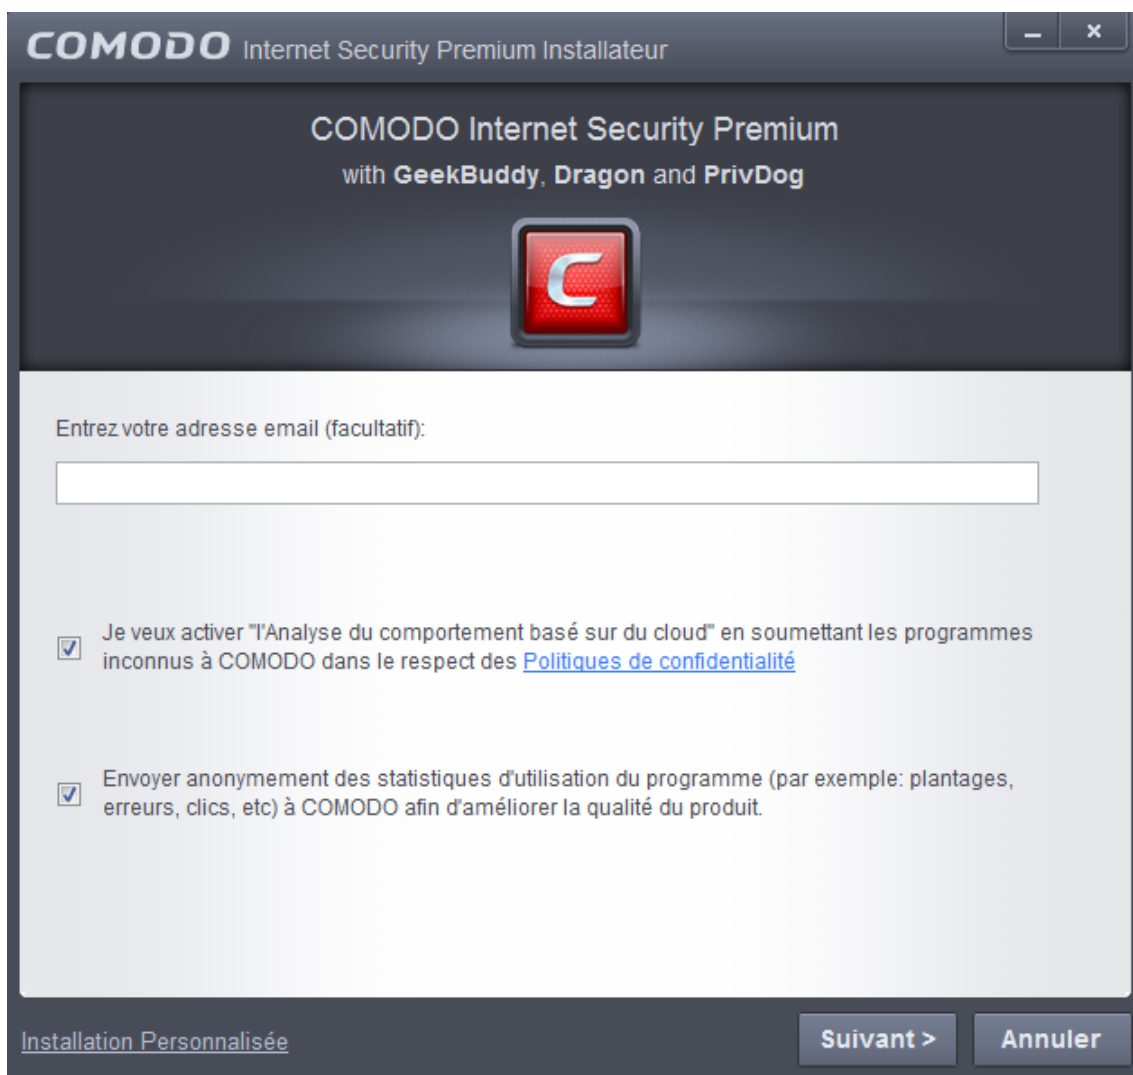 COMODO Internet Security Premium Installateur
COMODO Internet Security Premium
with GeekBuddy, Dragon and PrivDog
Entrez votre adresse email (facultatif):
Je veux activer "l'Analyse du comportement basé sur du cloud" en soumettant les programmes
inconnus à COMODO dans le respect des Politiques de confidentialité
Envoyer anonymement des statistiques d'utilisation du programme (par exemple: plantages,
erreurs, clics, etc) à COMODO afin d'améliorer la qualité du produit.
Installation Personnalisée
Suivant >
Annuler